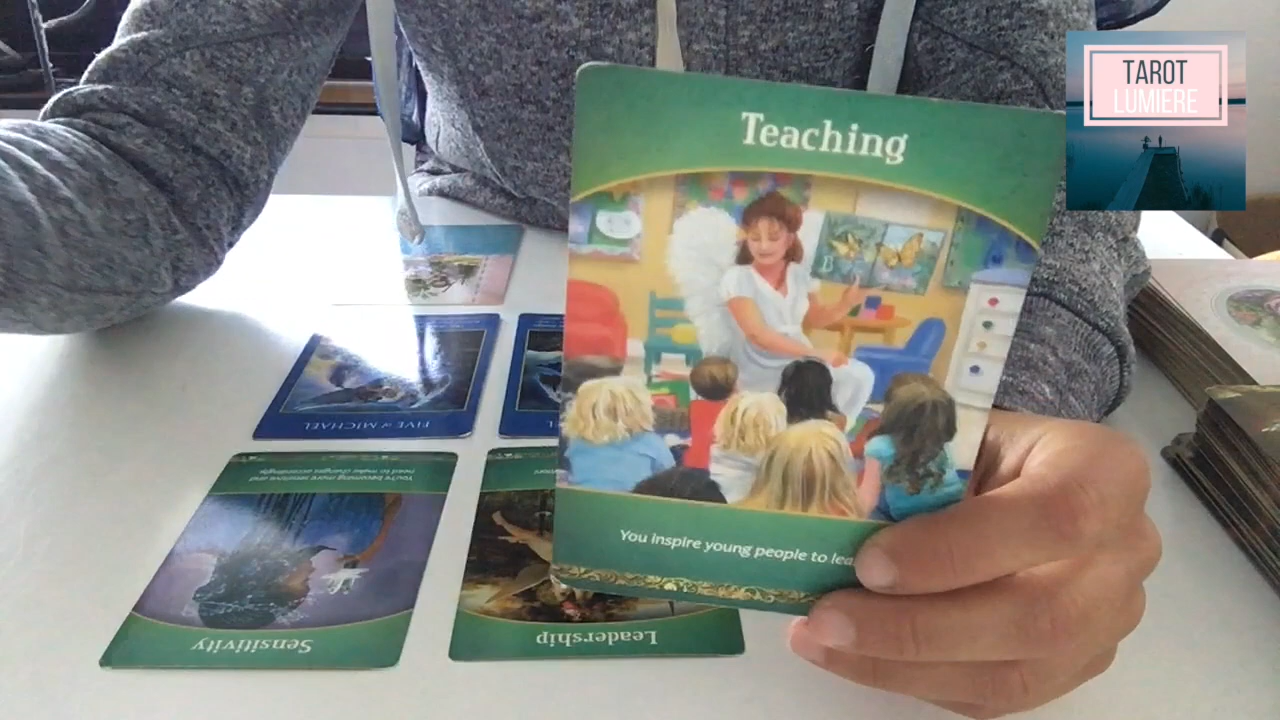 TAROT
LUMIERE
Teaching
You inspire young people to
FIVE of MICHAEL
You're becoming more sensitive and
need to make changes accordingly
Sensitivity
Leadership